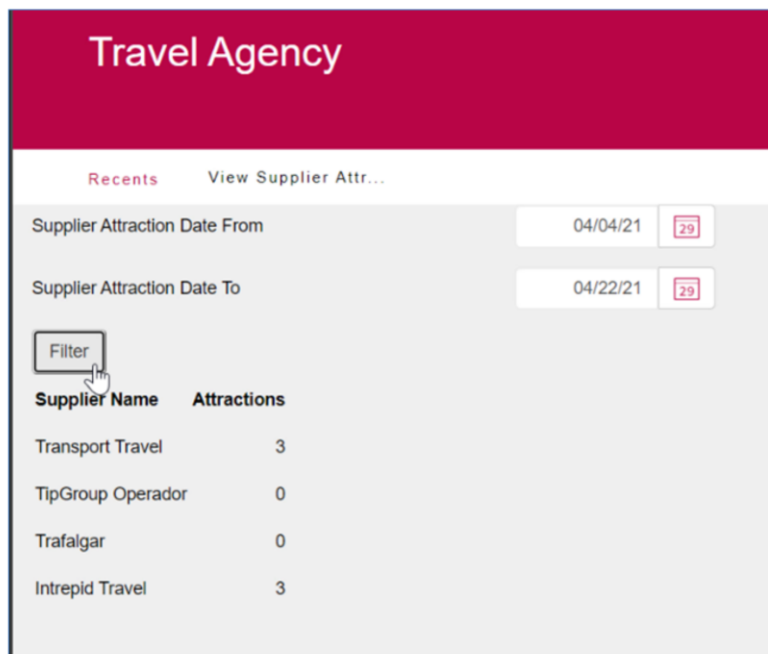 Travel Agency
Recents View Supplier Attr...
Supplier Attraction Date From 04/04/21 29
Supplier Attraction Date To 04/22/21 29
Filter
Supplier Name Attractions
Transport Travel 3
TipGroup Operador 0
Trafalgar 0
Intrepid Travel 3